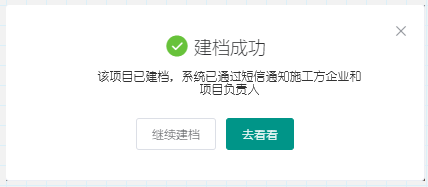 建档成功
该项目已建档，系统已通过短信通知施工方企业和
项目负责人
继续建档
去看看